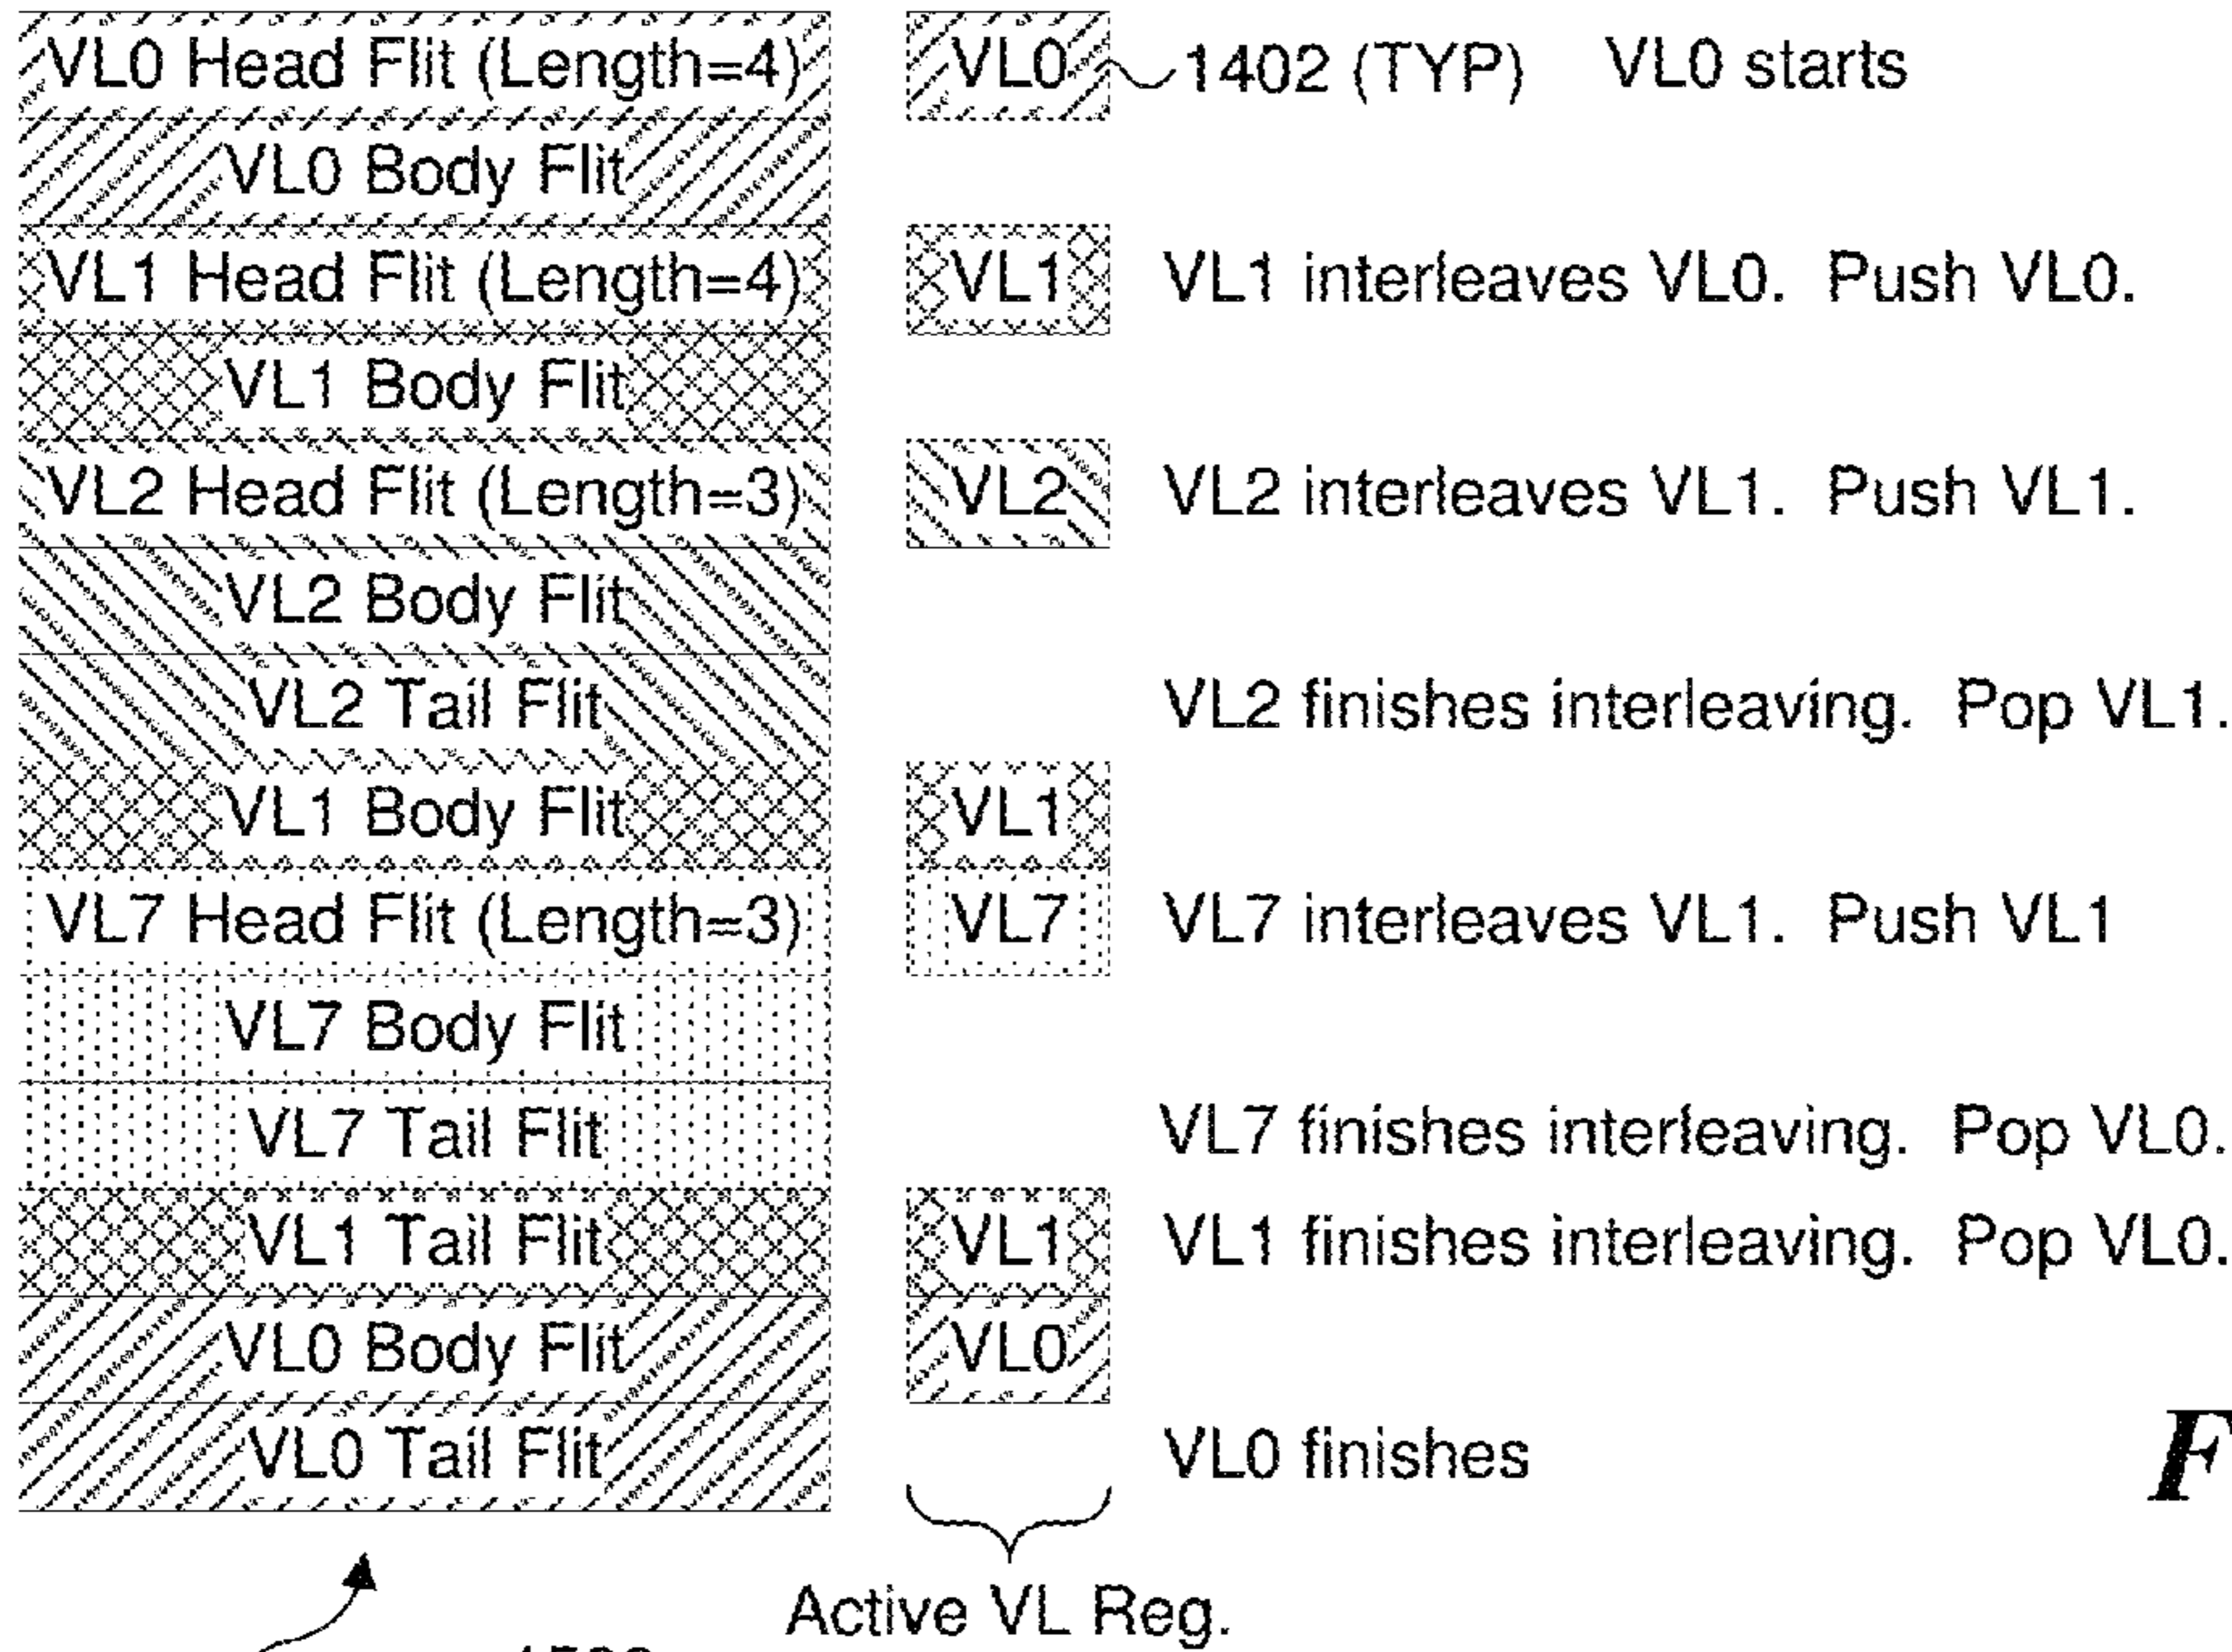 VL0 Head Flit (Length=4) VL0 1402 (TYP) VL0 starts
VL0 Body Flit
VL1 Head Flit (Length=4) VL1 VL1 interleaves VL0. Push VL0.
VL1 Body Flit
VL2 Head Flit (Length=3) VL2 VL2 interleaves VL1. Push VL1.
VL2 Body Flit
VL2 Tail Flit VL2 finishes interleaving. Pop VL1.
VL1 Body Flit VL1
VL7 Head Flit (Length=3) VL7 VL7 interleaves VL1. Push VL1
VL7 Body Flit
VL7 Tail Flit VL7 finishes interleaving. Pop VL0.
VL1 Tail Flit VL1 VL1 finishes interleaving. Pop VL0.
VL0 Body Flit VL0
VL0 Tail Flit VL0 finishes
F
Active VL Reg.